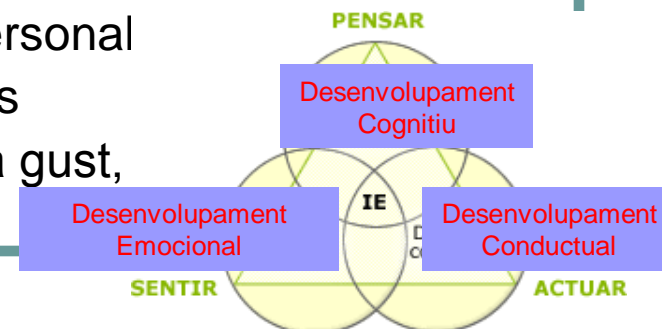 PENSAR
ersonal
s
a gust,
Desenvolupament
Cognitiu
IE
Desenvolupament
Emocional
Desenvolupament
Conductual
SENTIR
ACTUAR